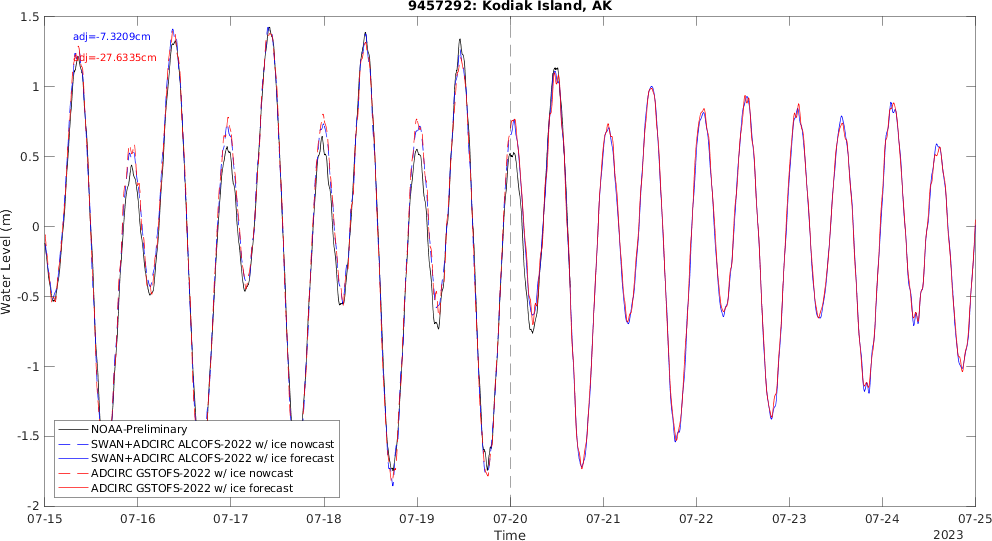 9457292: Kodiak Island, AK
adj=-7.3209cm
adj=-27.6335cm
Water Level (m)
1.5
1
0.5
0
-0.5
-1
-1.5
-2
NOAA-Preliminary
SWAN+ADCIRC ALCOFS-2022 w/ ice nowcast
SWAN+ADCIRC ALCOFS-2022 w/ ice forecast
ADCIRC GSTOFS-2022 w/ ice nowcast
ADCIRC GSTOFS-2022 w/ ice forecast
07-15 07-16 07-17 07-18 07-19 07-20 07-21 07-22 07-23 07-24 07-25
Time
2023